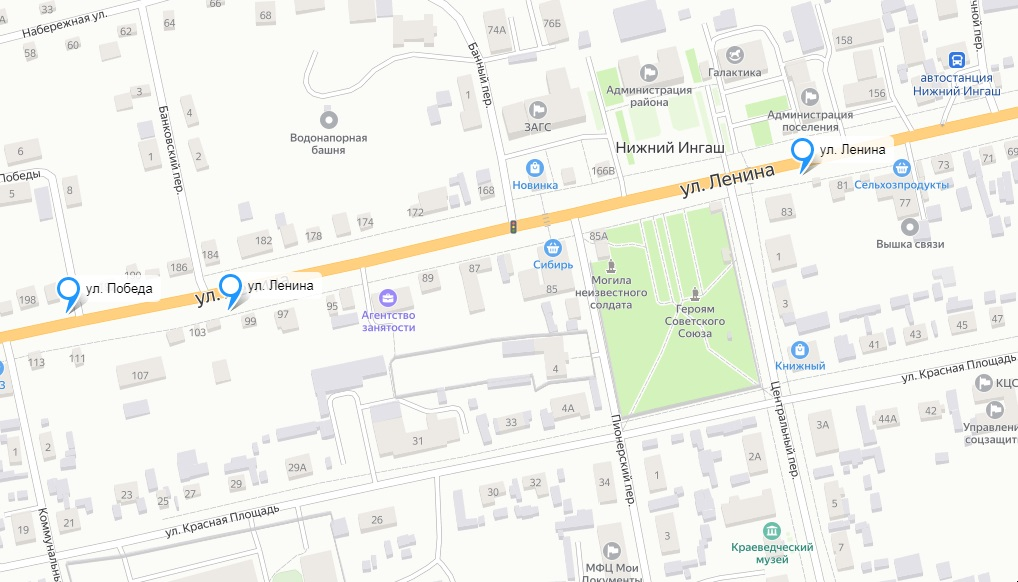 33
66
68
Набережная ул.
64
62
58
60
74А
76Б
Банный пер.
158
Галактика
автостанция
Нижний Ингаш
Администрация
района
1
156
4
Администрация
поселения
Водонапорная
башня
ЗАГС
Банковский пер.
Нижний Ингаш
ул. Ленина
6
1
2
73
71
69
166В
Сельхозпродукты
Победы
5
8
Новинка
168
ул. Ленина
81
77
172
83
174
178
182
184
85А
Вышка связи
186
Сибирь
1
87
89
Могила
неизвестного
солдата
ул. Победа
ул. Ленина
198
85
Агентство
занятости
95
97
99
103
Героям
Советского
Союза
3
47
45
43
41
113
111
107
4
Книжный
ул. Красная Площадь
КЦС
4А
33
31
42
44А
3А
Управлени
соцзащит
Центральный пер.
Пионерский пер.
1
2
29А
29
27
25
23
30
32
34
1
2А
19
21
ул. Красная Площадь
26
5
3
Коммунальны
Краеведческий
музей
МФЦ Мои
Документы